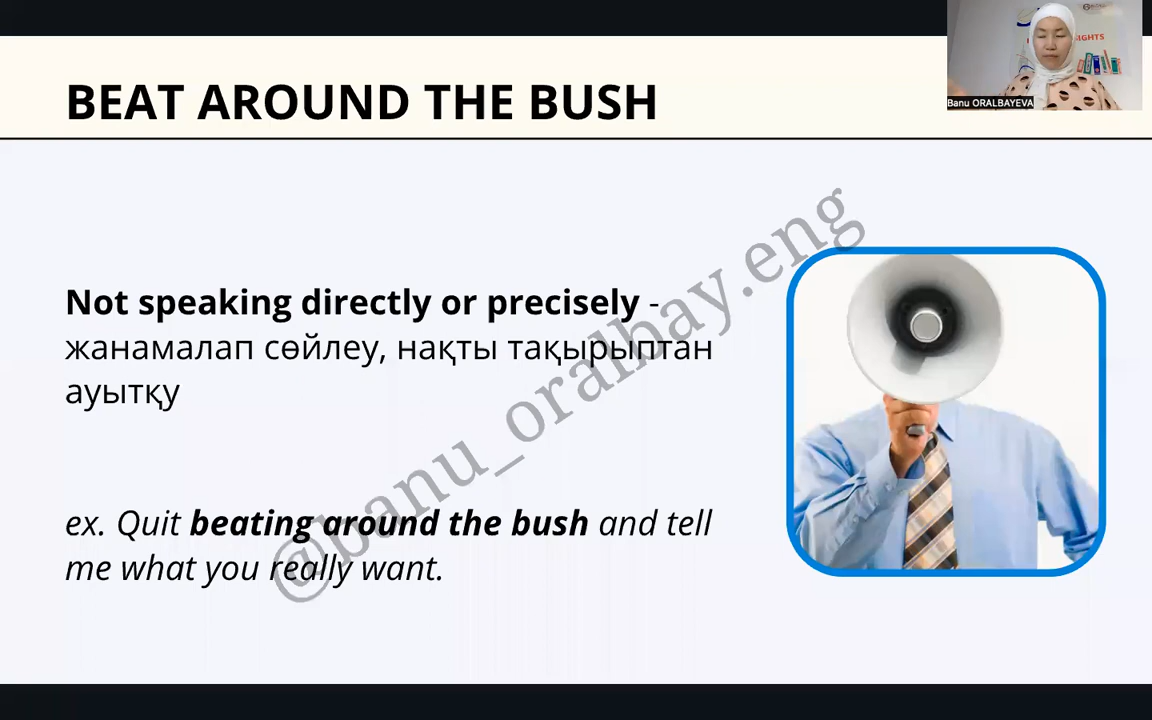 BEAT AROUND THE BUSH
IGHTS
Banu ORALBAYEVA
Not speaking directly or precisely -
жанамалап сөйлеу, нақты тақырыптан
ауытқу
ex. Quit beating around the bush and tell
me what you really want.
@banu_oralbay.eng